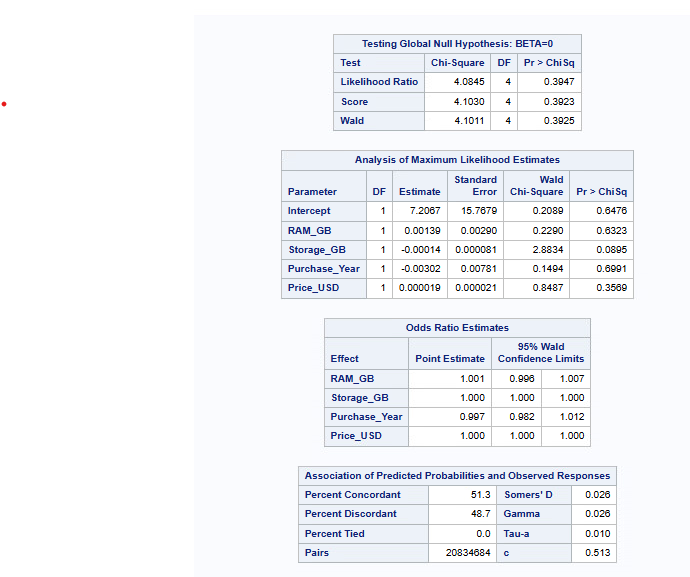 Testing Global Null Hypothesis: BETA=0
Test Chi-Square DF Pr > ChiSq
Likelihood Ratio 4.0845 4 0.3947
Score 4.1030 4 0.3923
Wald 4.1011 4 0.3925
Analysis of Maximum Likelihood Estimates
Parameter DF Estimate Standard Error Wald Chi-Square Pr > ChiSq
Intercept 1 7.2067 15.7679 0.2089 0.6476
RAM_GB 1 0.00139 0.00290 0.2290 0.6323
Storage_GB 1 -0.00014 0.000081 2.8834 0.0895
Purchase_Year 1 -0.00302 0.00781 0.1494 0.6991
Price_USD 1 0.000019 0.000021 0.8487 0.3569
Odds Ratio Estimates
Effect Point Estimate 95% Wald Confidence Limits
RAM_GB 1.001 0.996 1.007
Storage_GB 1.000 1.000 1.000
Purchase_Year 0.997 0.982 1.012
Price_USD 1.000 1.000 1.000
Association of Predicted Probabilities and Observed Responses
Percent Concordant 51.3 Somers' D 0.026
Percent Discordant 48.7 Gamma 0.026
Percent Tied 0.0 Tau-a 0.010
Pairs 20834684 c 0.513